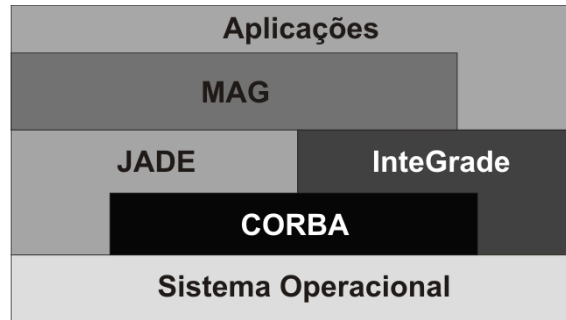 Aplicações
MAG
JADE InteGrade
CORBA
Sistema Operacional